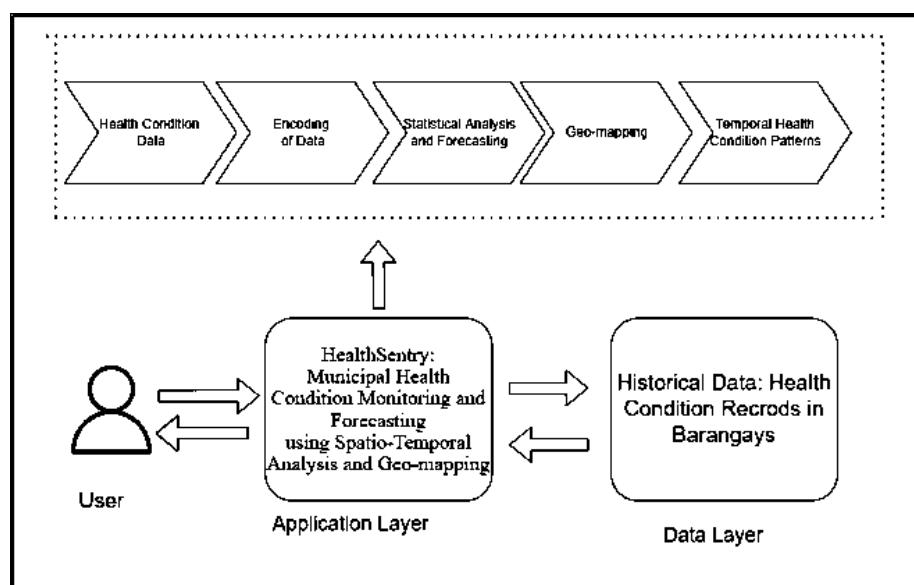 Health Condition
Data
Encoding
of Data
Statistical Analysis
and Forecasting
Geo-mapping
Temporal Health
Condition Patterns
HealthSentry:
Municipal Health
Condition Monitoring and
Forecasting
using Spatio-Temporal
Analysis and Geo-mapping
Historical Data: Health
Condition Recrods in
Barangays
User
Application Layer
Data Layer